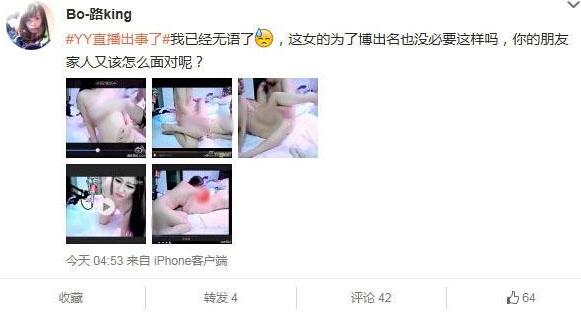 Bo-路king
#YY直播出事了#我已经无语了，这女的为了博出名也没必要这样吗，你的朋友
家人又该怎么面对呢？
今天 04:53 来自 iPhone客户端
收藏
转发 4
评论 42
64